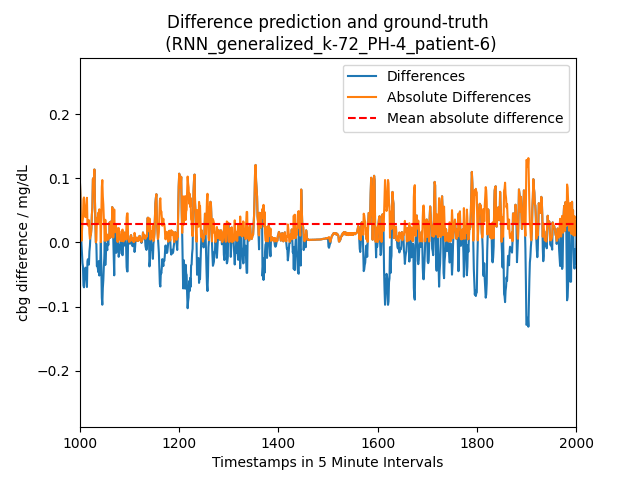 Difference prediction and ground-truth
(RNN_generalized_k-72_PH-4_patient-6)
Differences
Absolute Differences
Mean absolute difference
cbg difference / mg/dL
0.2
0.1
0.0
−0.1
−0.2
1000
1200
1400
1600
1800
2000
Timestamps in 5 Minute Intervals